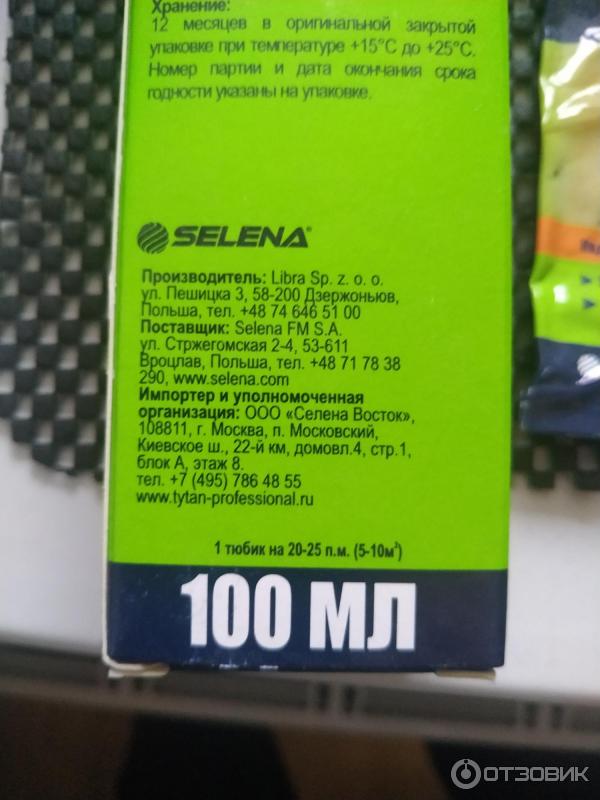 Хранение:
12 месяцев в оригинальной закрытой
упаковке при температуре +15°С до +25°С.
Номер партии и дата окончания срока
годности указаны на упаковке.
SELENA®
Производитель: Libra Sp. z. o. o.
ул. Пешицка 3, 58-200 Дзержоньюв,
Польша, тел. +48 74 646 51 00
Поставщик: Selena FM S.A.
ул. Стржегомская 2-4, 53-611
Вроцлав, Польша, тел. +48 71 78 38
290, www.selena.com
Импортер и уполномоченная
организация: ООО «Селена Восток»,
108811, г. Москва, п. Московский,
Киевское ш., 22-й км, домовл.4, стр.1,
блок А, этаж 8.
тел. +7 (495) 786 48 55
www.tytan-professional.ru
1 тюбик на 20-25 п.м. (5-10м²)
100 МЛ
ОТЗОВИК